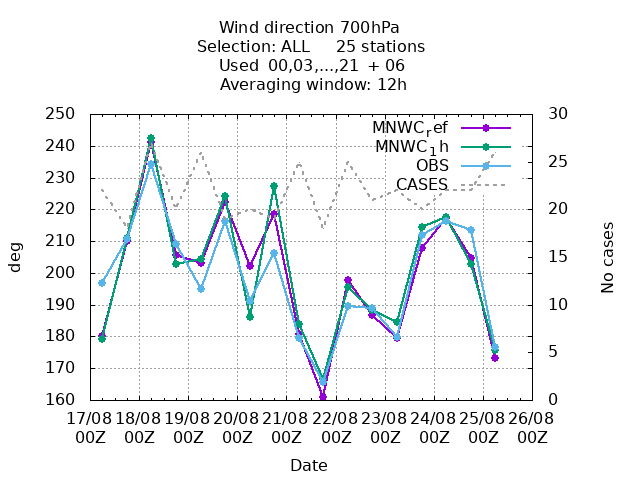 Wind direction 700hPa
Selection: ALL 25 stations
Used 00,03,...,21 + 06
Averaging window: 12h
250 30
240
230 25
220
210 20
200 15
190 10
180
170 5
160 0
MNWCref
MNWC1h
OBS
CASES
deg
No cases
17/08 18/08 19/08 20/08 21/08 22/08 23/08 24/08 25/08 26/08
00Z 00Z 00Z 00Z 00Z 00Z 00Z 00Z 00Z 00Z
Date